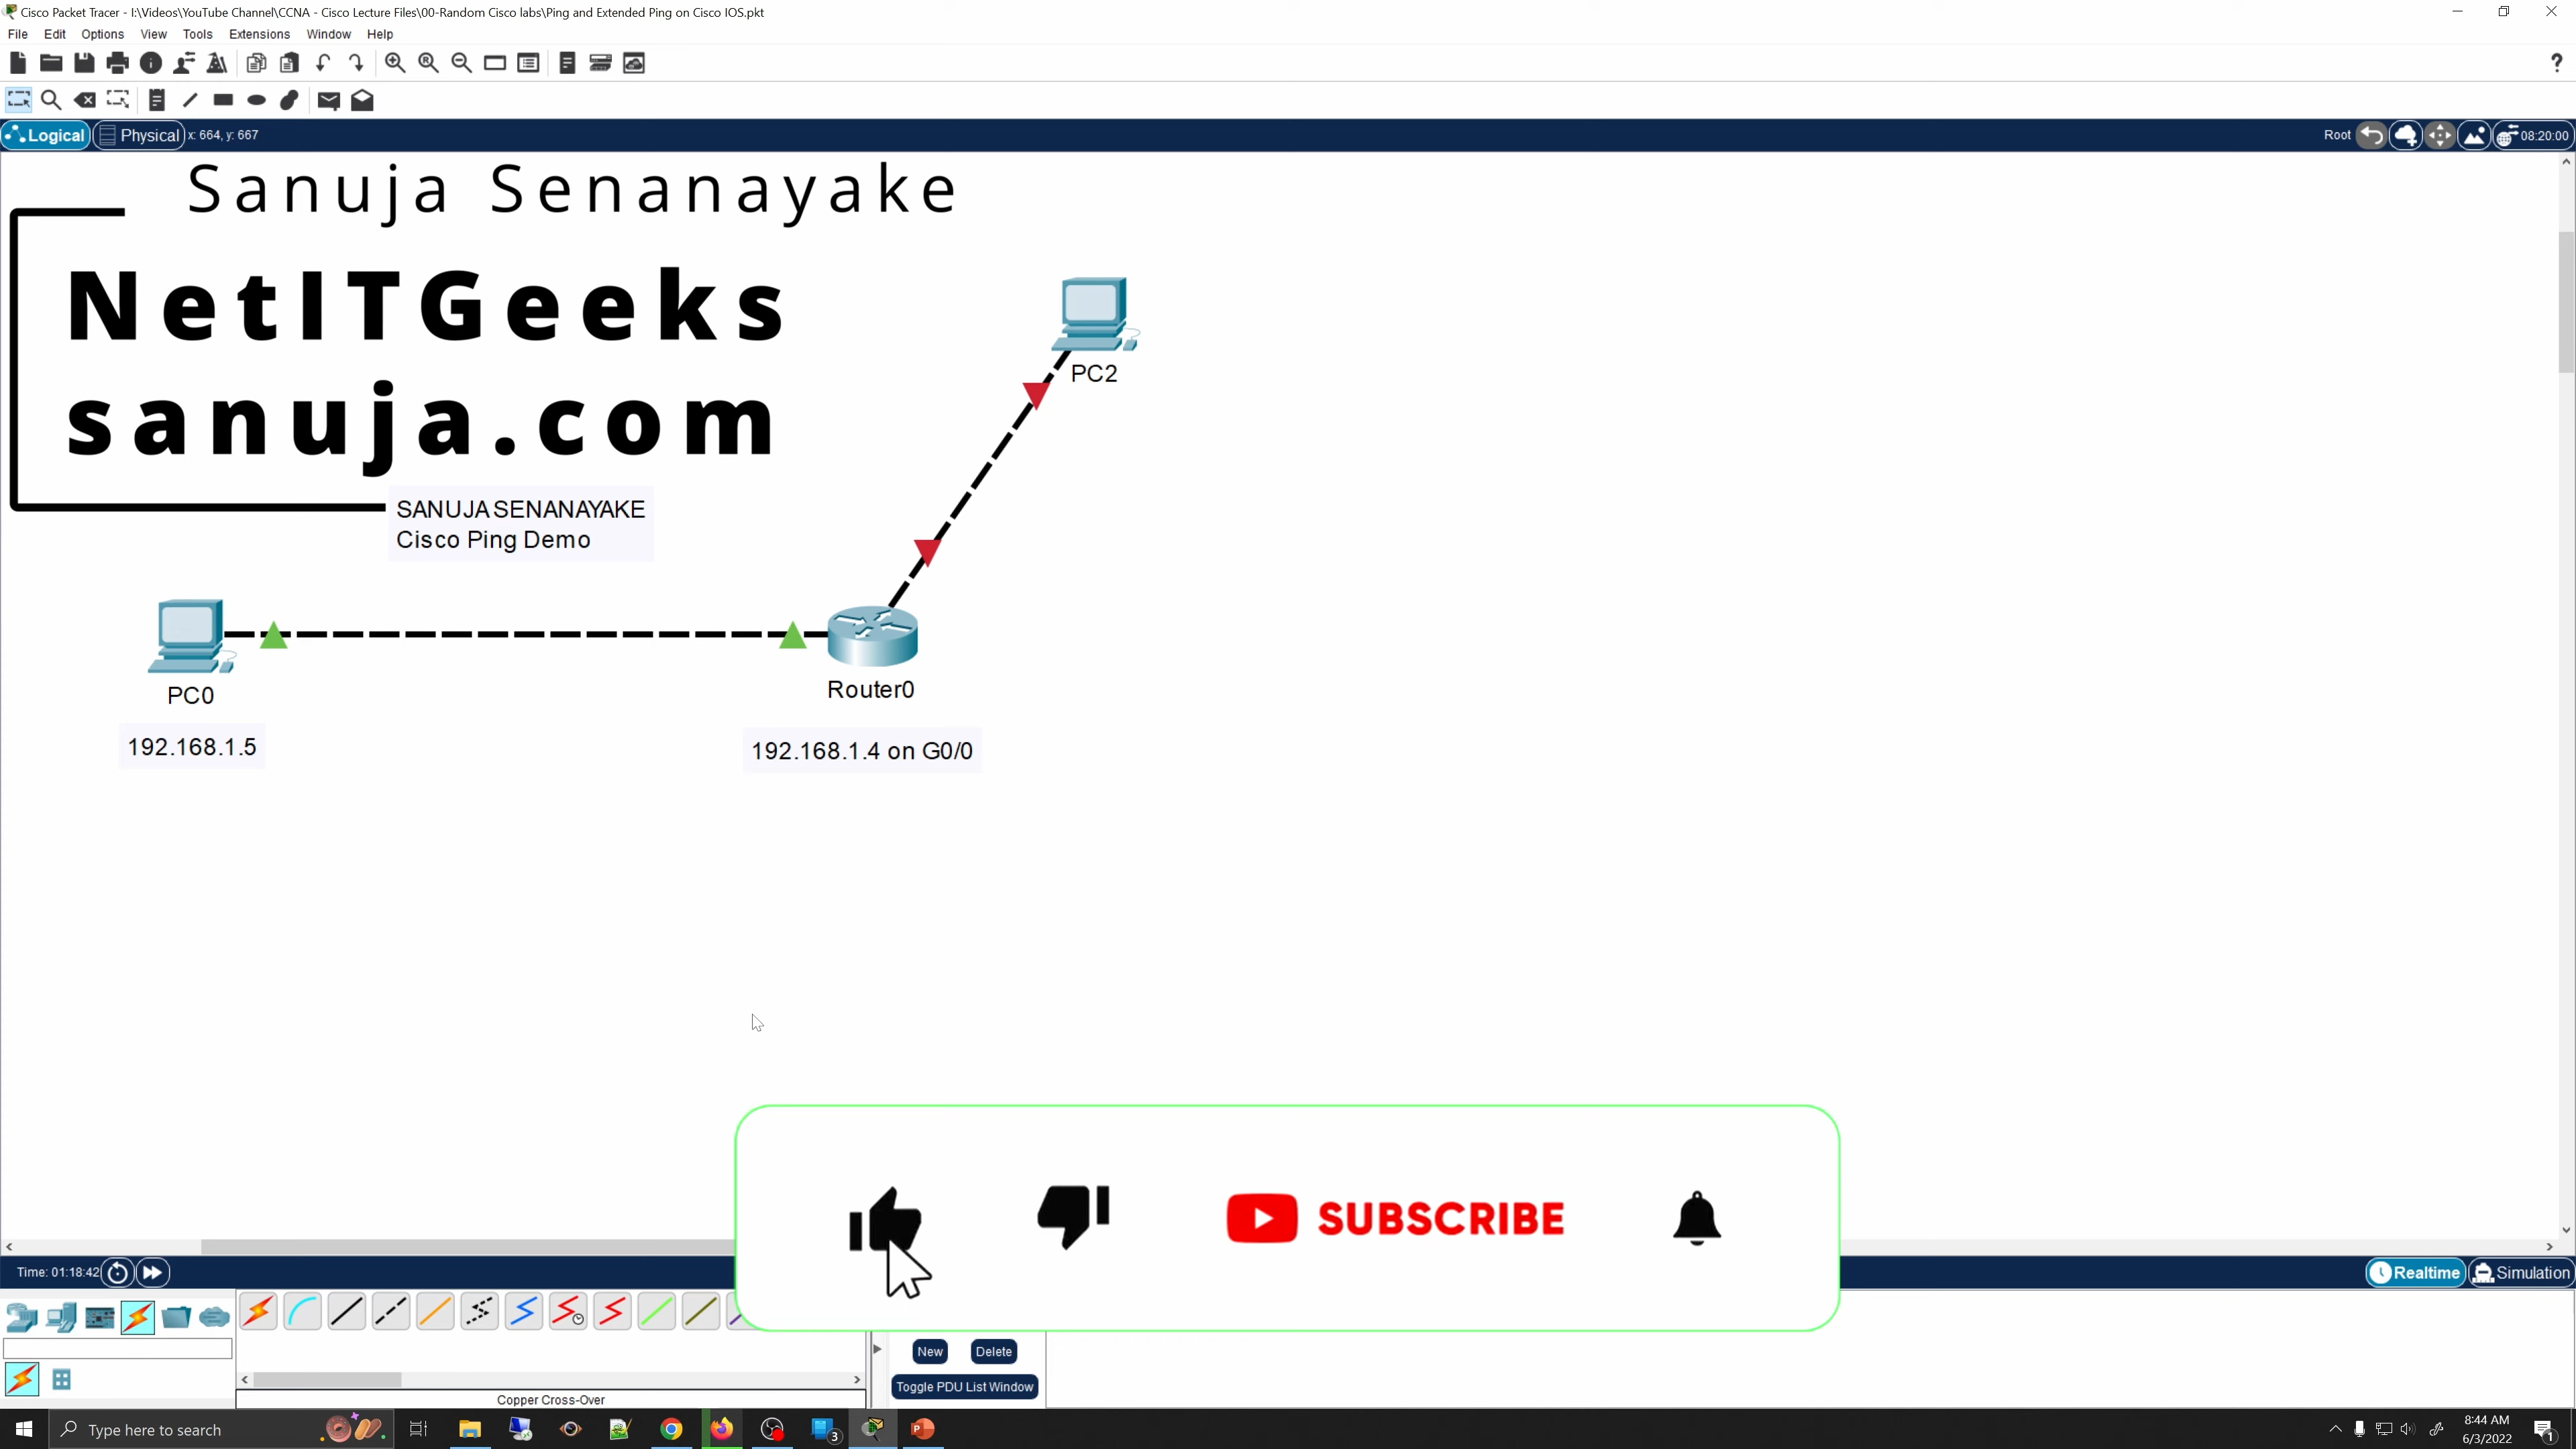 Cisco Packet Tracer - I:\Videos\YouTube Channel\CCNA - Cisco Lecture Files\00-Random Cisco labs\Ping and Extended Ping on Cisco IOS.pkt
File Edit Options View Tools Extensions Window Help
?
Logical Physical x: 664, y: 667 Root 08:20:00
Sanuja Senanayake
NetITGeeks
sanuja.com
SANUJA SENANAYAKE
Cisco Ping Demo
PC2
PC0
Router0
192.168.1.5
192.168.1.4 on G0/0
SUBSCRIBE
Time: 01:18:42 Realtime Simulation
New Delete
Toggle PDU List Window
Copper Cross-Over
Type here to search
3
P
8:44 AM
6/3/2022
1